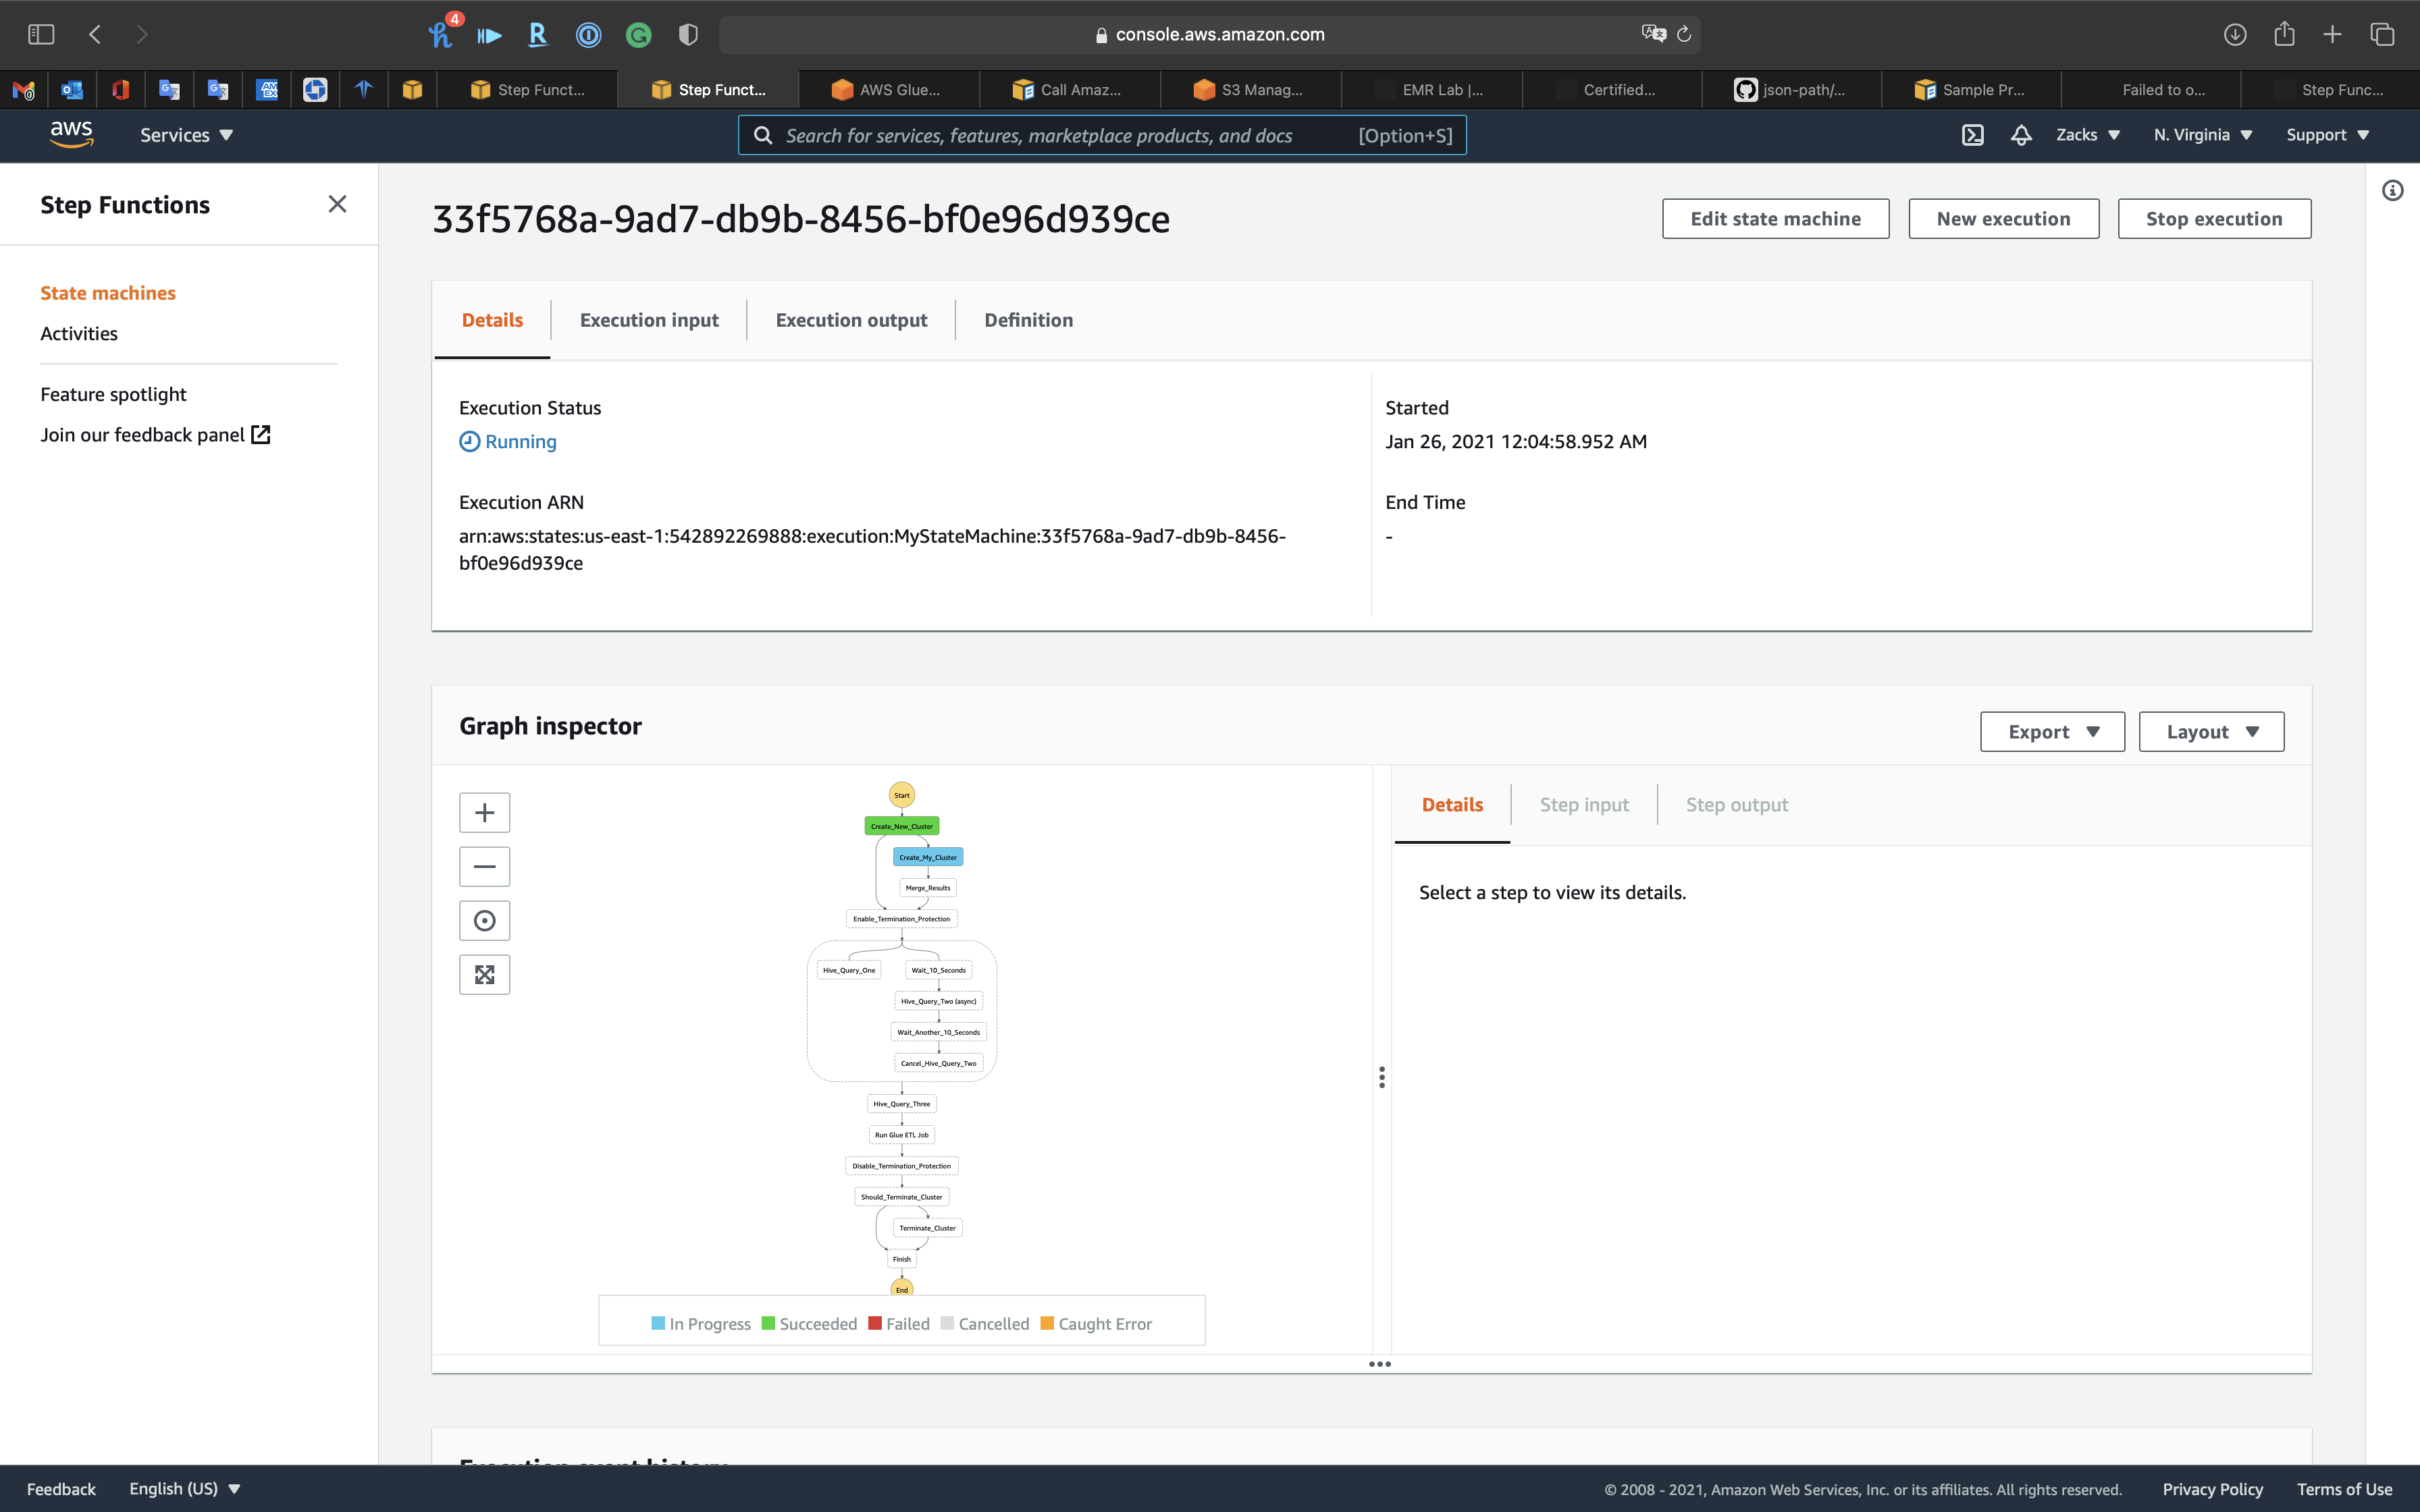 4
console.aws.amazon.com
Step Funct...
Step Funct...
AWS Glue...
Call Amaz...
S3 Manag...
EMR Lab |...
Certified...
json-path/...
Sample Pr...
Failed to o...
Step Func...
aws
Services
Search for services, features, marketplace products, and docs [Option+S]
Zacks
N. Virginia
Support
Step Functions
State machines
Activities
Feature spotlight
Join our feedback panel
33f5768a-9ad7-db9b-8456-bf0e96d939ce
Edit state machine
New execution
Stop execution
Details
Execution input
Execution output
Definition
Execution Status
Running
Started
Jan 26, 2021 12:04:58.952 AM
Execution ARN
arn:aws:states:us-east-1:542892269888:execution:MyStateMachine:33f5768a-9ad7-db9b-8456-
bf0e96d939ce
End Time
-
Graph inspector
Export
Layout
Start
Create_New_Cluster
Create_My_Cluster
Merge_Results
Enable_Termination_Protection
Hive_Query_One
Wait_10_Seconds
Hive_Query_Two (async)
Wait_Another_10_Seconds
Cancel_Hive_Query_Two
Hive_Query_Three
Run Glue ETL Job
Disable_Termination_Protection
Should_Terminate_Cluster
Terminate_Cluster
Finish
End
In Progress
Succeeded
Failed
Cancelled
Caught Error
Details
Step input
Step output
Select a step to view its details.
Execution event history
Feedback
English (US)
© 2008 - 2021, Amazon Web Services, Inc. or its affiliates. All rights reserved.
Privacy Policy
Terms of Use